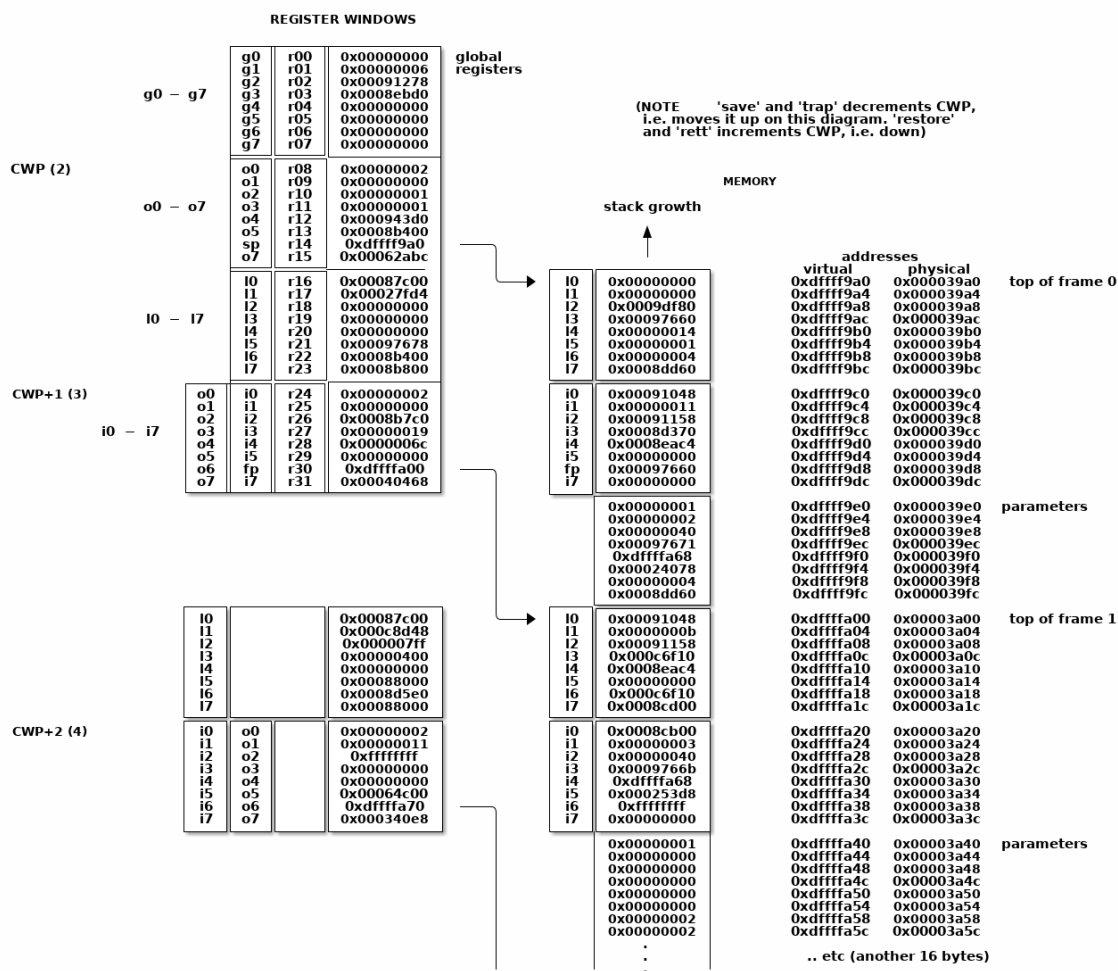 REGISTER WINDOWS
g0 r00 0x00000000 global
g1 r01 0x00000006 registers
g2 r02 0x00091278
g0 – g7 g3 r03 0x0008ebd0
g4 r04 0x00000000
g5 r05 0x00000000
g6 r06 0x00000000
g7 r07 0x00000000
(NOTE 'save' and 'trap' decrements CWP,
i.e. moves it up on this diagram. 'restore'
and 'rett' increments CWP, i.e. down)
CWP (2) o0 r08 0x00000002
o1 r09 0x00000000
o2 r10 0x00000001
o0 – o7 o3 r11 0x00000001
o4 r12 0x000943d0
o5 r13 0x0008b400
sp r14 0xdffff9a0
o7 r15 0x00062abc
MEMORY
stack growth
addresses
virtual physical
l0 r16 0x00087c00 l0 0x00000000 0xdffff9a0 0x000039a0 top of frame 0
l1 r17 0x00027fd4 l1 0x00000000 0xdffff9a4 0x000039a4
l2 r18 0x00000000 l2 0x0009df80 0xdffff9a8 0x000039a8
l0 – l7 l3 r19 0x00000000 l3 0x00097660 0xdffff9ac 0x000039ac
l4 r20 0x00000000 l4 0x00000014 0xdffff9b0 0x000039b0
l5 r21 0x00097678 l5 0x00000001 0xdffff9b4 0x000039b4
l6 r22 0x0008b400 l6 0x00000004 0xdffff9b8 0x000039b8
l7 r23 0x0008b800 l7 0x0008dd60 0xdffff9bc 0x000039bc
CWP+1 (3) o0 i0 r24 0x00000002 i0 0x00091048 0xdffff9c0 0x000039c0
o1 i1 r25 0x00000000 i1 0x00000011 0xdffff9c4 0x000039c4
o2 i2 r26 0x0008b7c0 i2 0x00091158 0xdffff9c8 0x000039c8
i0 – i7 o3 i3 r27 0x00000019 i3 0x0008d370 0xdffff9cc 0x000039cc
o4 i4 r28 0x0000006c i4 0x0008eac4 0xdffff9d0 0x000039d0
o5 i5 r29 0x00000000 i5 0x00000000 0xdffff9d4 0x000039d4
o6 fp r30 0xdffffa00 fp 0x00097660 0xdffff9d8 0x000039d8
o7 i7 r31 0x00040468 i7 0x00000000 0xdffff9dc 0x000039dc
0x00000001 0xdffff9e0 0x000039e0 parameters
0x00000002 0xdffff9e4 0x000039e4
0x00000040 0xdffff9e8 0x000039e8
0x00097671 0xdffff9ec 0x000039ec
0xdffffa68 0xdffff9f0 0x000039f0
0x00024078 0xdffff9f4 0x000039f4
0x00000004 0xdffff9f8 0x000039f8
0x0008dd60 0xdffff9fc 0x000039fc
l0 0x00087c00 l0 0x00091048 0xdffffa00 0x00003a00 top of frame 1
l1 0x000c8d48 l1 0x0000000b 0xdffffa04 0x00003a04
l2 0x000007ff l2 0x00091158 0xdffffa08 0x00003a08
l3 0x00000400 l3 0x000c6f10 0xdffffa0c 0x00003a0c
l4 0x00000000 l4 0x0008eac4 0xdffffa10 0x00003a10
l5 0x00088000 l5 0x00000000 0xdffffa14 0x00003a14
l6 0x0008d5e0 l6 0x000c6f10 0xdffffa18 0x00003a18
l7 0x00088000 l7 0x0008cd00 0xdffffa1c 0x00003a1c
CWP+2 (4) i0 o0 0x00000002 i0 0x0008cb00 0xdffffa20 0x00003a20
i1 o1 0x00000011 i1 0x00000003 0xdffffa24 0x00003a24
i2 o2 0xffffffff i2 0x00000040 0xdffffa28 0x00003a28
i3 o3 0x00000000 i3 0x0009766b 0xdffffa2c 0x00003a2c
i4 o4 0x00000000 i4 0xdffffa68 0xdffffa30 0x00003a30
i5 o5 0x00064c00 i5 0x000253d8 0xdffffa34 0x00003a34
i6 o6 0xdffffa70 i6 0xffffffff 0xdffffa38 0x00003a38
i7 o7 0x000340e8 i7 0x00000000 0xdffffa3c 0x00003a3c
0x00000001 0xdffffa40 0x00003a40 parameters
0x00000000 0xdffffa44 0x00003a44
0x00000000 0xdffffa48 0x00003a48
0x00000000 0xdffffa4c 0x00003a4c
0x00000000 0xdffffa50 0x00003a50
0x00000000 0xdffffa54 0x00003a54
0x00000002 0xdffffa58 0x00003a58
0x00000002 0xdffffa5c 0x00003a5c
.. etc (another 16 bytes)